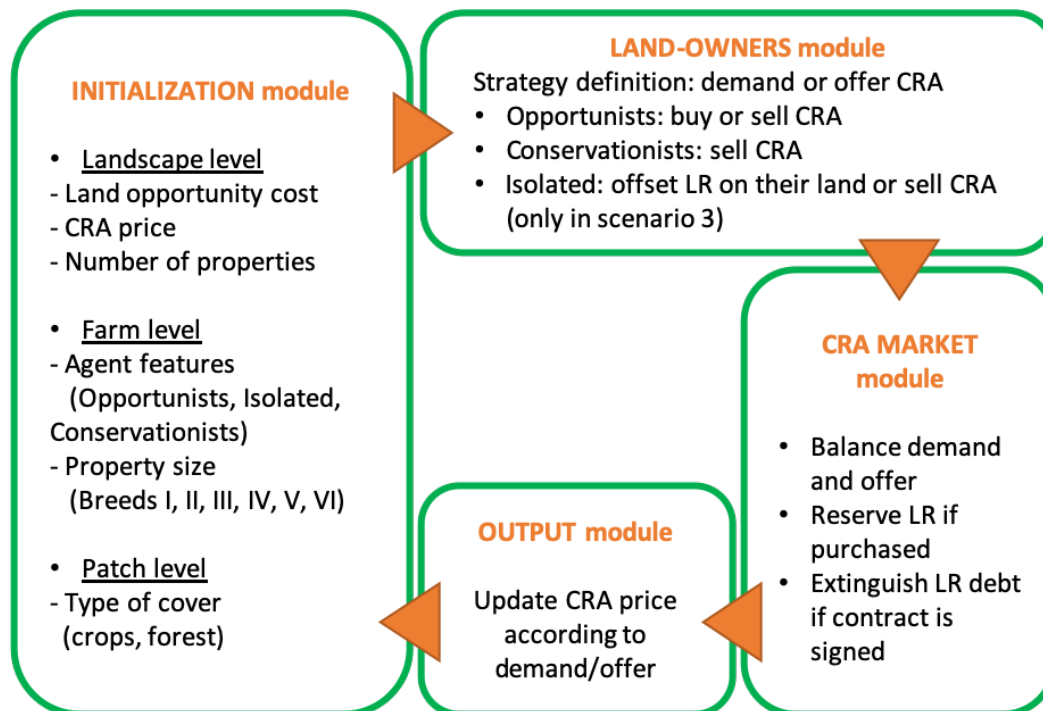 INITIALIZATION module
• Landscape level
- Land opportunity cost
- CRA price
- Number of properties
• Farm level
- Agent features
(Opportunists, Isolated,
Conservationists)
- Property size
(Breeds I, II, III, IV, V, VI)
• Patch level
- Type of cover
(crops, forest)
LAND-OWNERS module
Strategy definition: demand or offer CRA
• Opportunists: buy or sell CRA
• Conservationists: sell CRA
• Isolated: offset LR on their land or sell CRA
(only in scenario 3)
CRA MARKET
module
• Balance demand
and offer
• Reserve LR if
purchased
• Extinguish LR debt
if contract is
signed
OUTPUT module
Update CRA price
according to
demand/offer